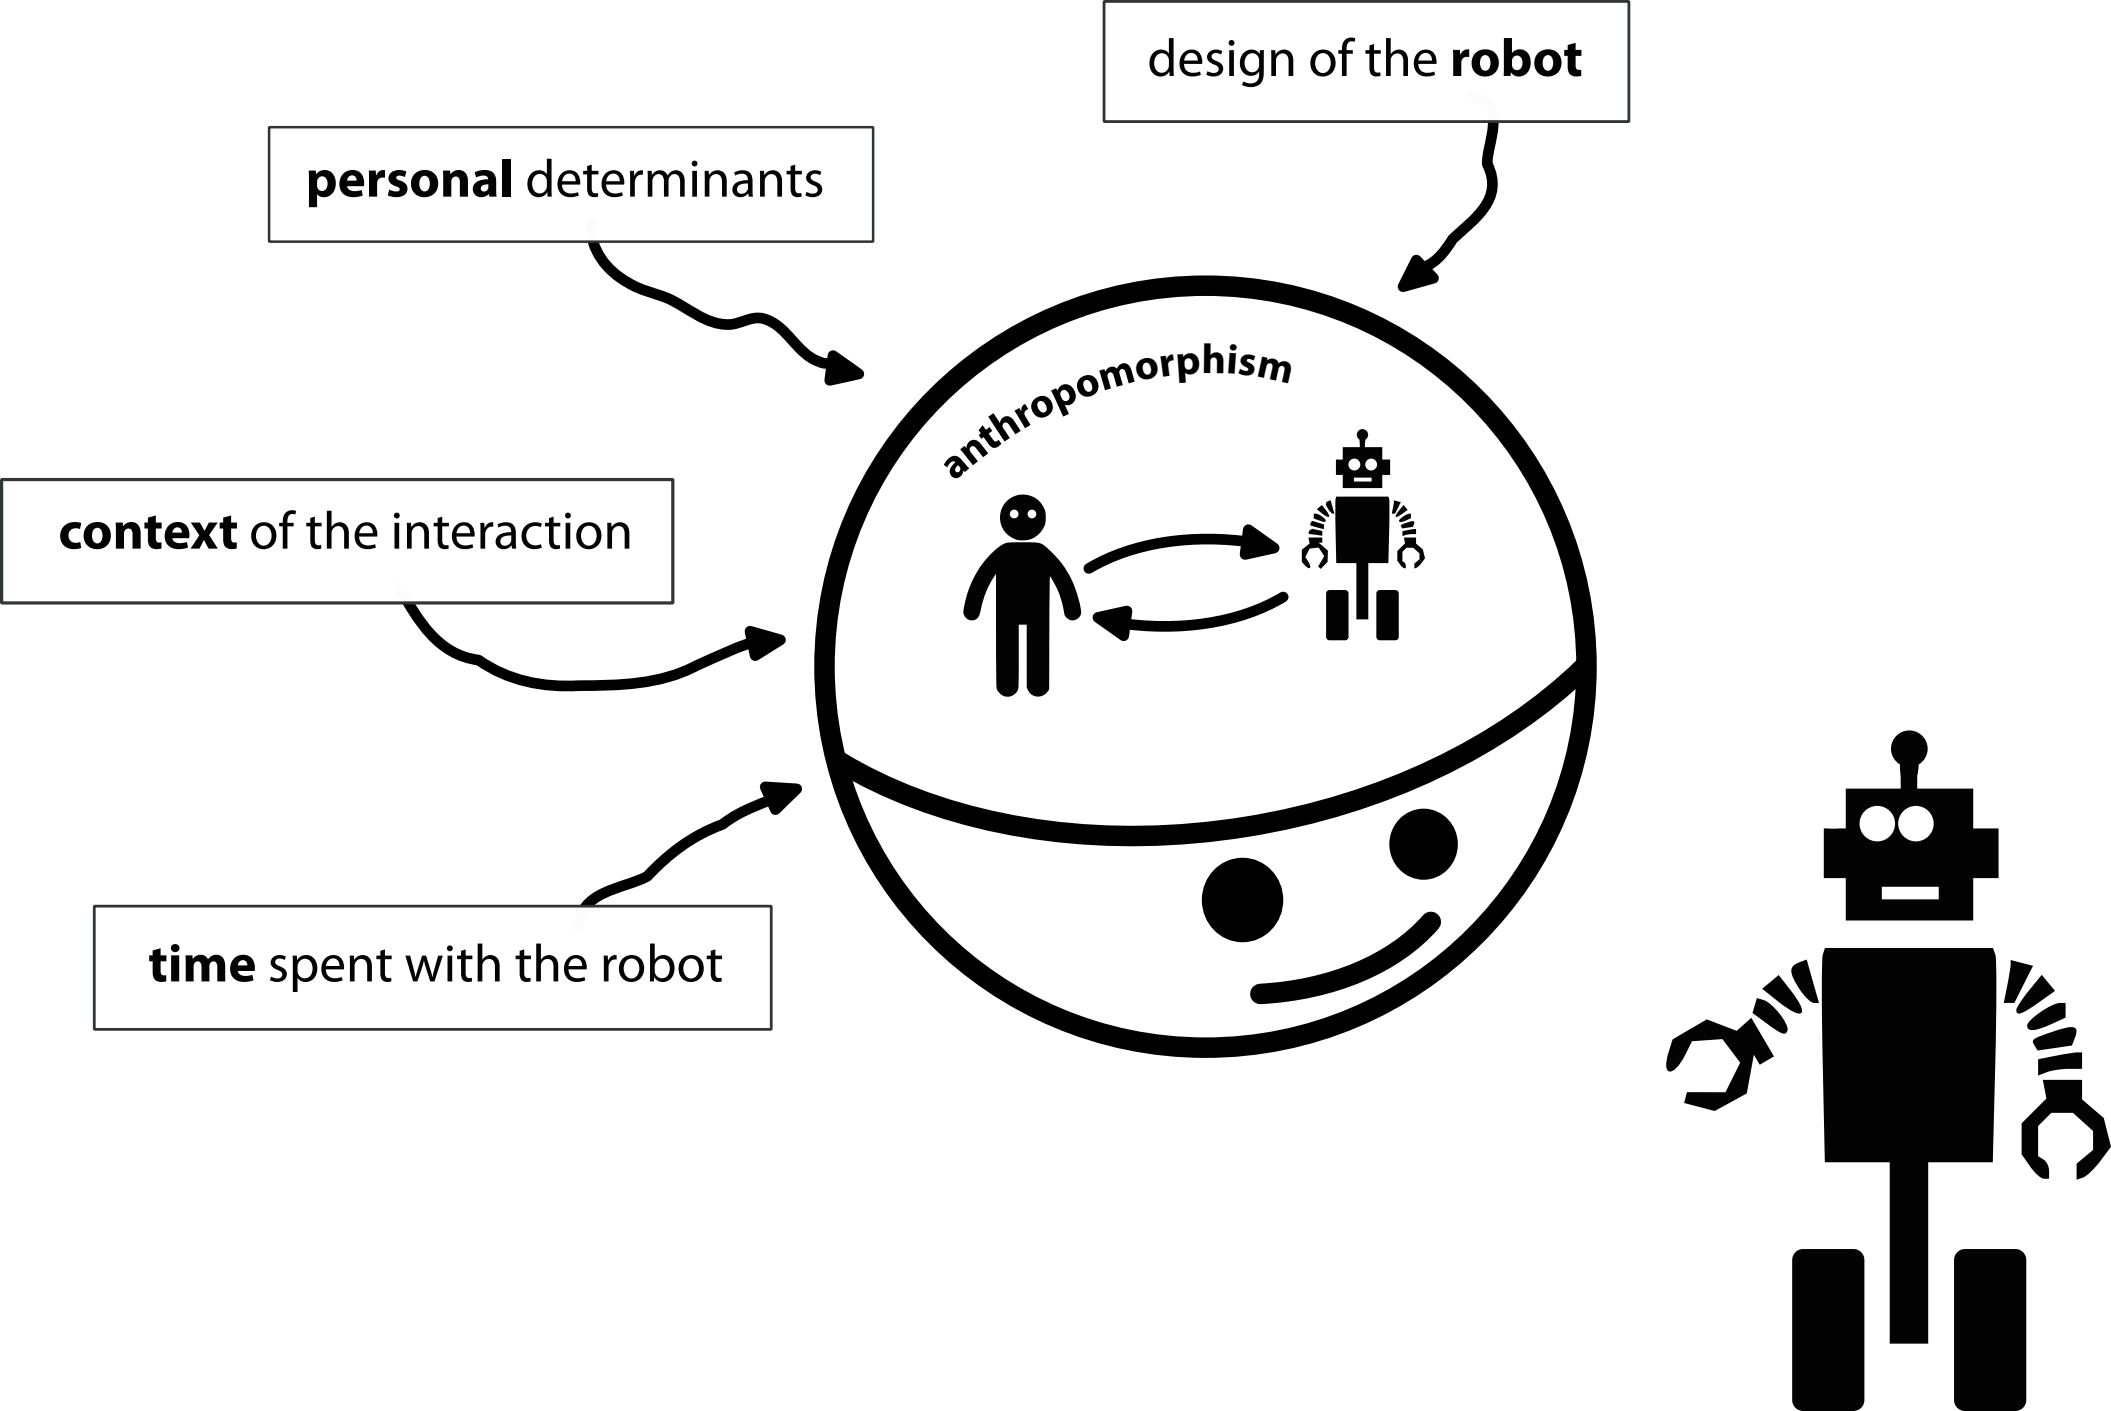 design of the robot
personal determinants
anthropomorphism
context of the interaction
time spent with the robot